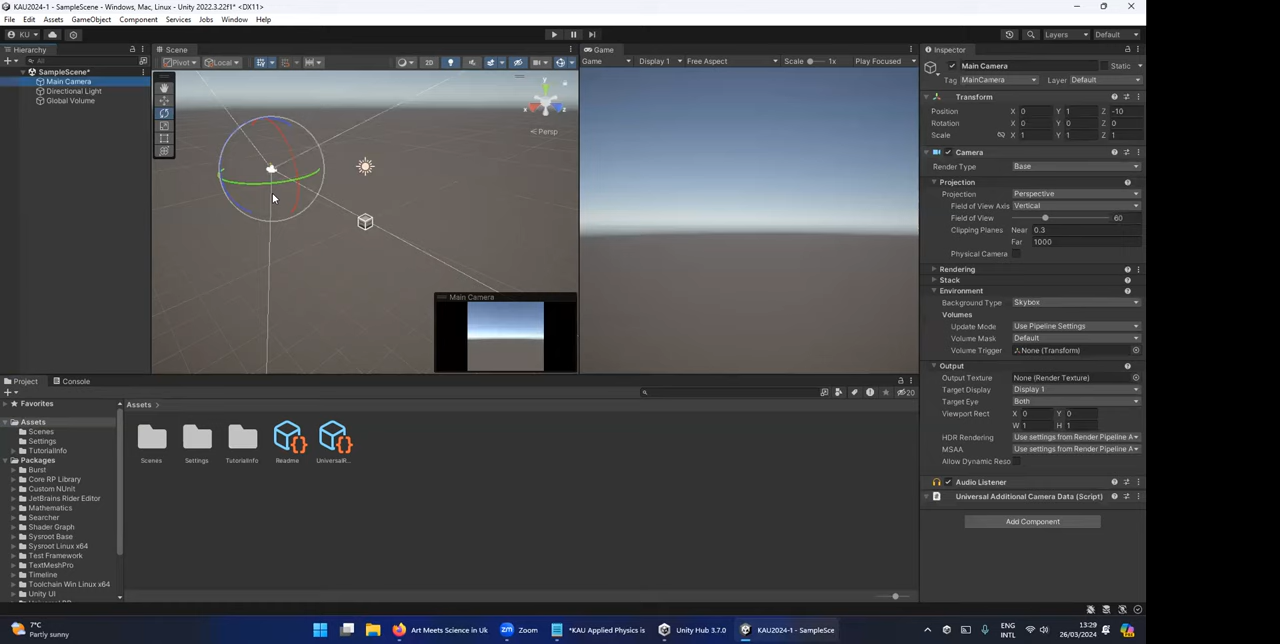 KAU2024-1 - SampleScene - Windows, Mac, Linux - Unity 2022.3.22f1* <DX11>
File Edit Assets GameObject Component Services Jobs Window Help
KU
Layers Default
Hierarchy
All
SampleScene*
Main Camera
Directional Light
Global Volume
Scene
Pivot Local 2D
y
x
z
Persp
Main Camera
Game
Game Display 1 Free Aspect Scale 1x Play Focused
Inspector
Main Camera Static
Tag MainCamera Layer Default
Transform
Position X 0 Y 1 Z -10
Rotation X 0 Y 0 Z 0
Scale X 1 Y 1 Z 1
Camera
Render Type Base
Projection
Projection Perspective
Field of View Axis Vertical
Field of View 60
Clipping Planes Near 0.3
Far 1000
Physical Camera
Rendering
Stack
Environment
Background Type Skybox
Volumes
Update Mode Use Pipeline Settings
Volume Mask Default
Volume Trigger None (Transform)
Output
Output Texture None (Render Texture)
Target Display Display 1
Target Eye Both
Viewport Rect X 0 Y 0
W 1 H 1
HDR Rendering Use settings from Render Pipeline A
MSAA Use settings from Render Pipeline A
Allow Dynamic Reso
Audio Listener
Universal Additional Camera Data (Script)
Add Component
Project Console
20
Favorites
Assets
Scenes
Settings
TutorialInfo
Packages
Burst
Core RP Library
Custom NUnit
JetBrains Rider Editor
Mathematics
Searcher
Shader Graph
Sysroot Base
Sysroot Linux x64
Test Framework
TextMeshPro
Timeline
Toolchain Win Linux x64
Unity UI
Assets >
Scenes Settings TutorialInfo Readme UniversalR...
7°C
Partly sunny
Art Meets Science in Uk
Zoom
*KAU Applied Physics is
Unity Hub 3.7.0
KAU2024-1 - SampleSce
ENG
INTL
13:29
26/03/2024